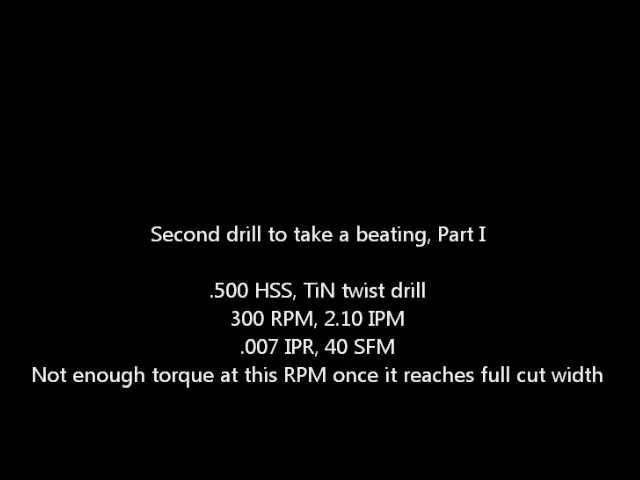 Second drill to take a beating, Part I
.500 HSS, TiN twist drill
300 RPM, 2.10 IPM
.007 IPR, 40 SFM
Not enough torque at this RPM once it reaches full cut width